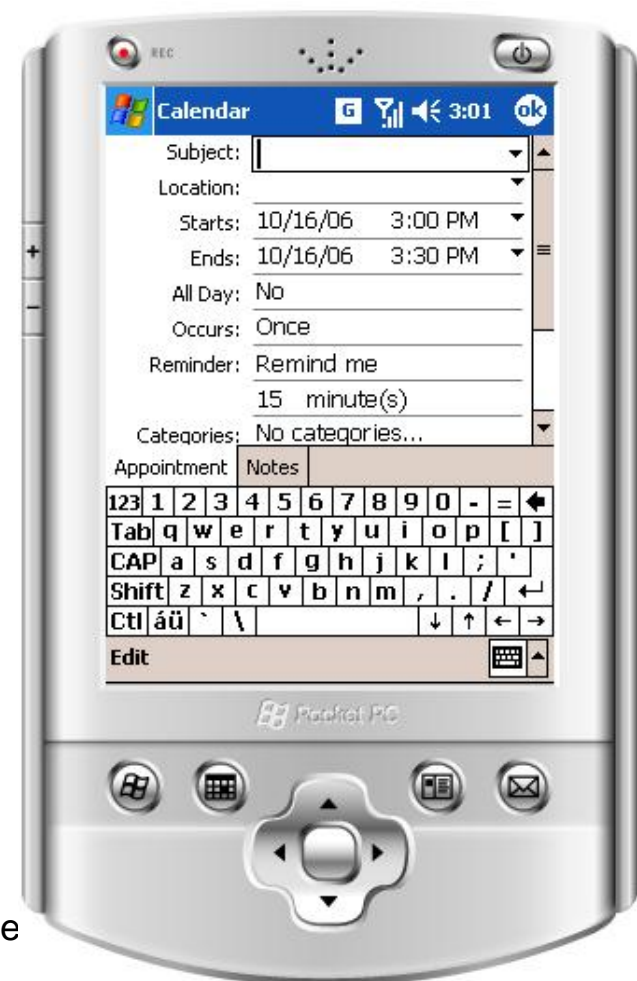 REC
Calendar G 3:01 ok
Subject:
Location:
Starts: 10/16/06 3:00 PM
+
Ends: 10/16/06 3:30 PM
-
All Day: No
Occurs: Once
Reminder: Remind me
15 minute(s)
Categories: No categories...
Appointment Notes
123 1 2 3 4 5 6 7 8 9 0 - = 🡸
Tab q w e r t y u i o p [ ]
CAP a s d f g h j k l ; '
Shift z x c v b n m , . / ↵
Ctl áü ` \ ↓ ↑ ← →
Edit
Pocket PC
e